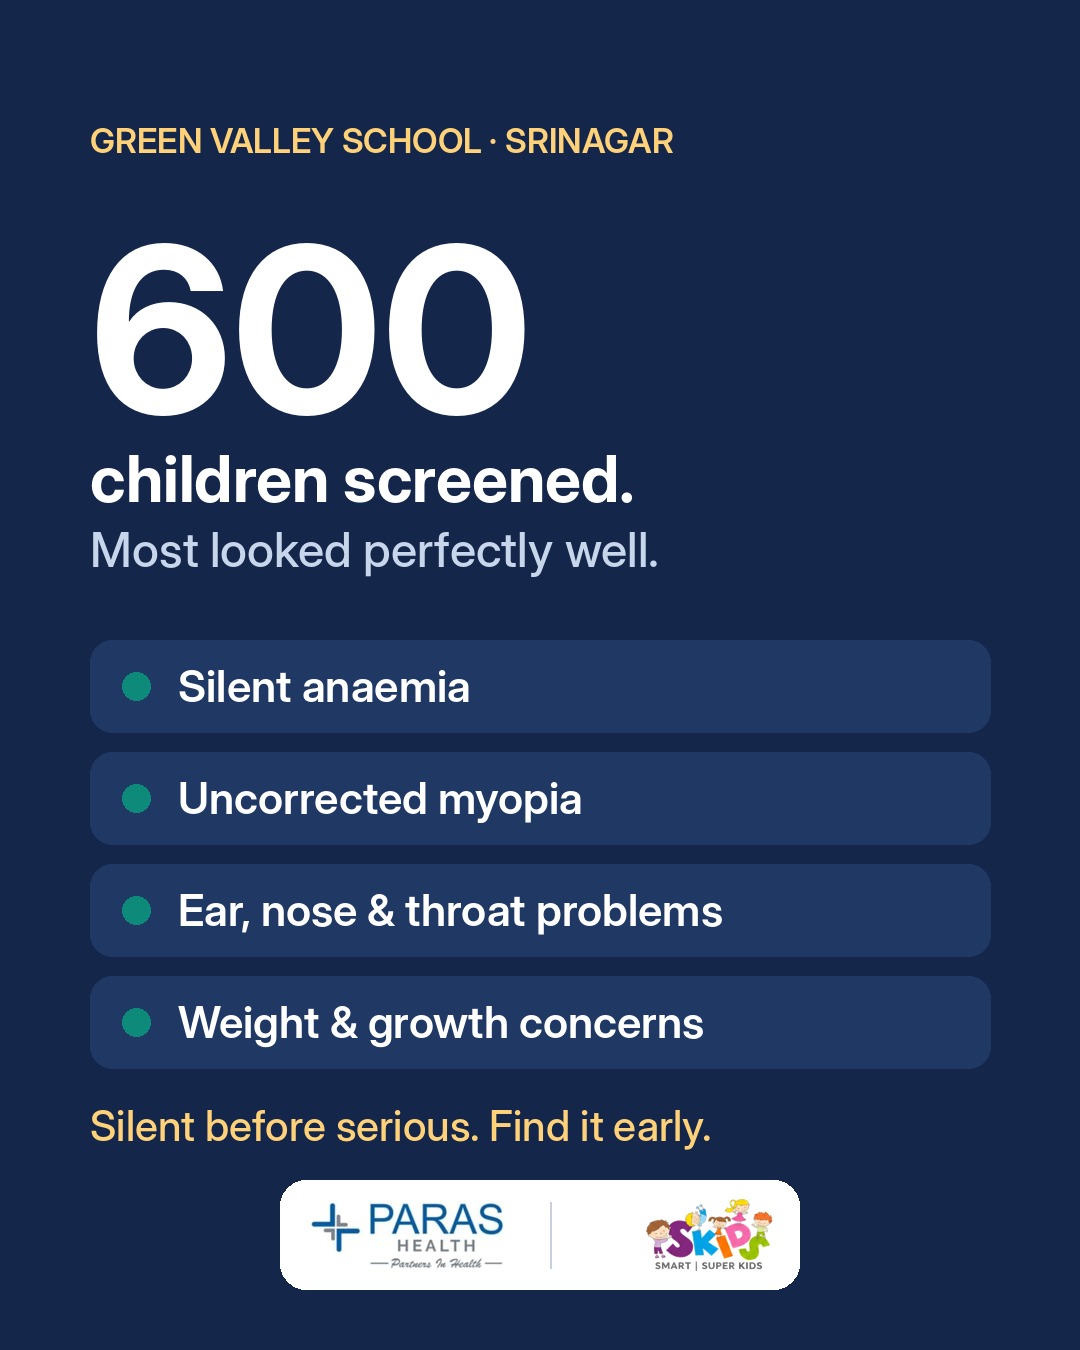 GREEN VALLEY SCHOOL · SRINAGAR
600
children screened.
Most looked perfectly well.
Silent anaemia
Uncorrected myopia
Ear, nose & throat problems
Weight & growth concerns
Silent before serious. Find it early.
PARAS
HEALTH
Partners In Health
SKiDS
SMART | SUPER KIDS